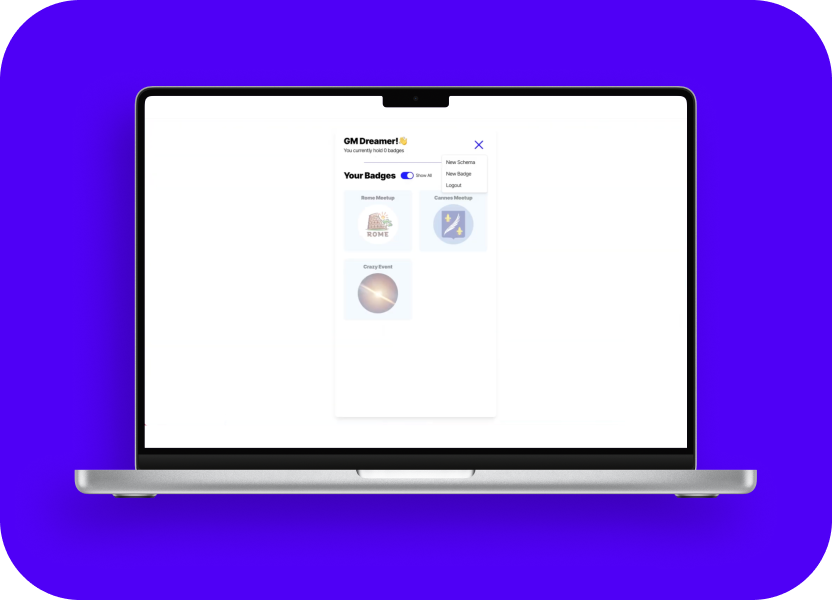 GM Dreamer!👋
You currently hold 0 badges
New Schema
New Badge
Logout
Your Badges
Show All
Rome Meetup
Cannes Meetup
ROME
Crazy Event